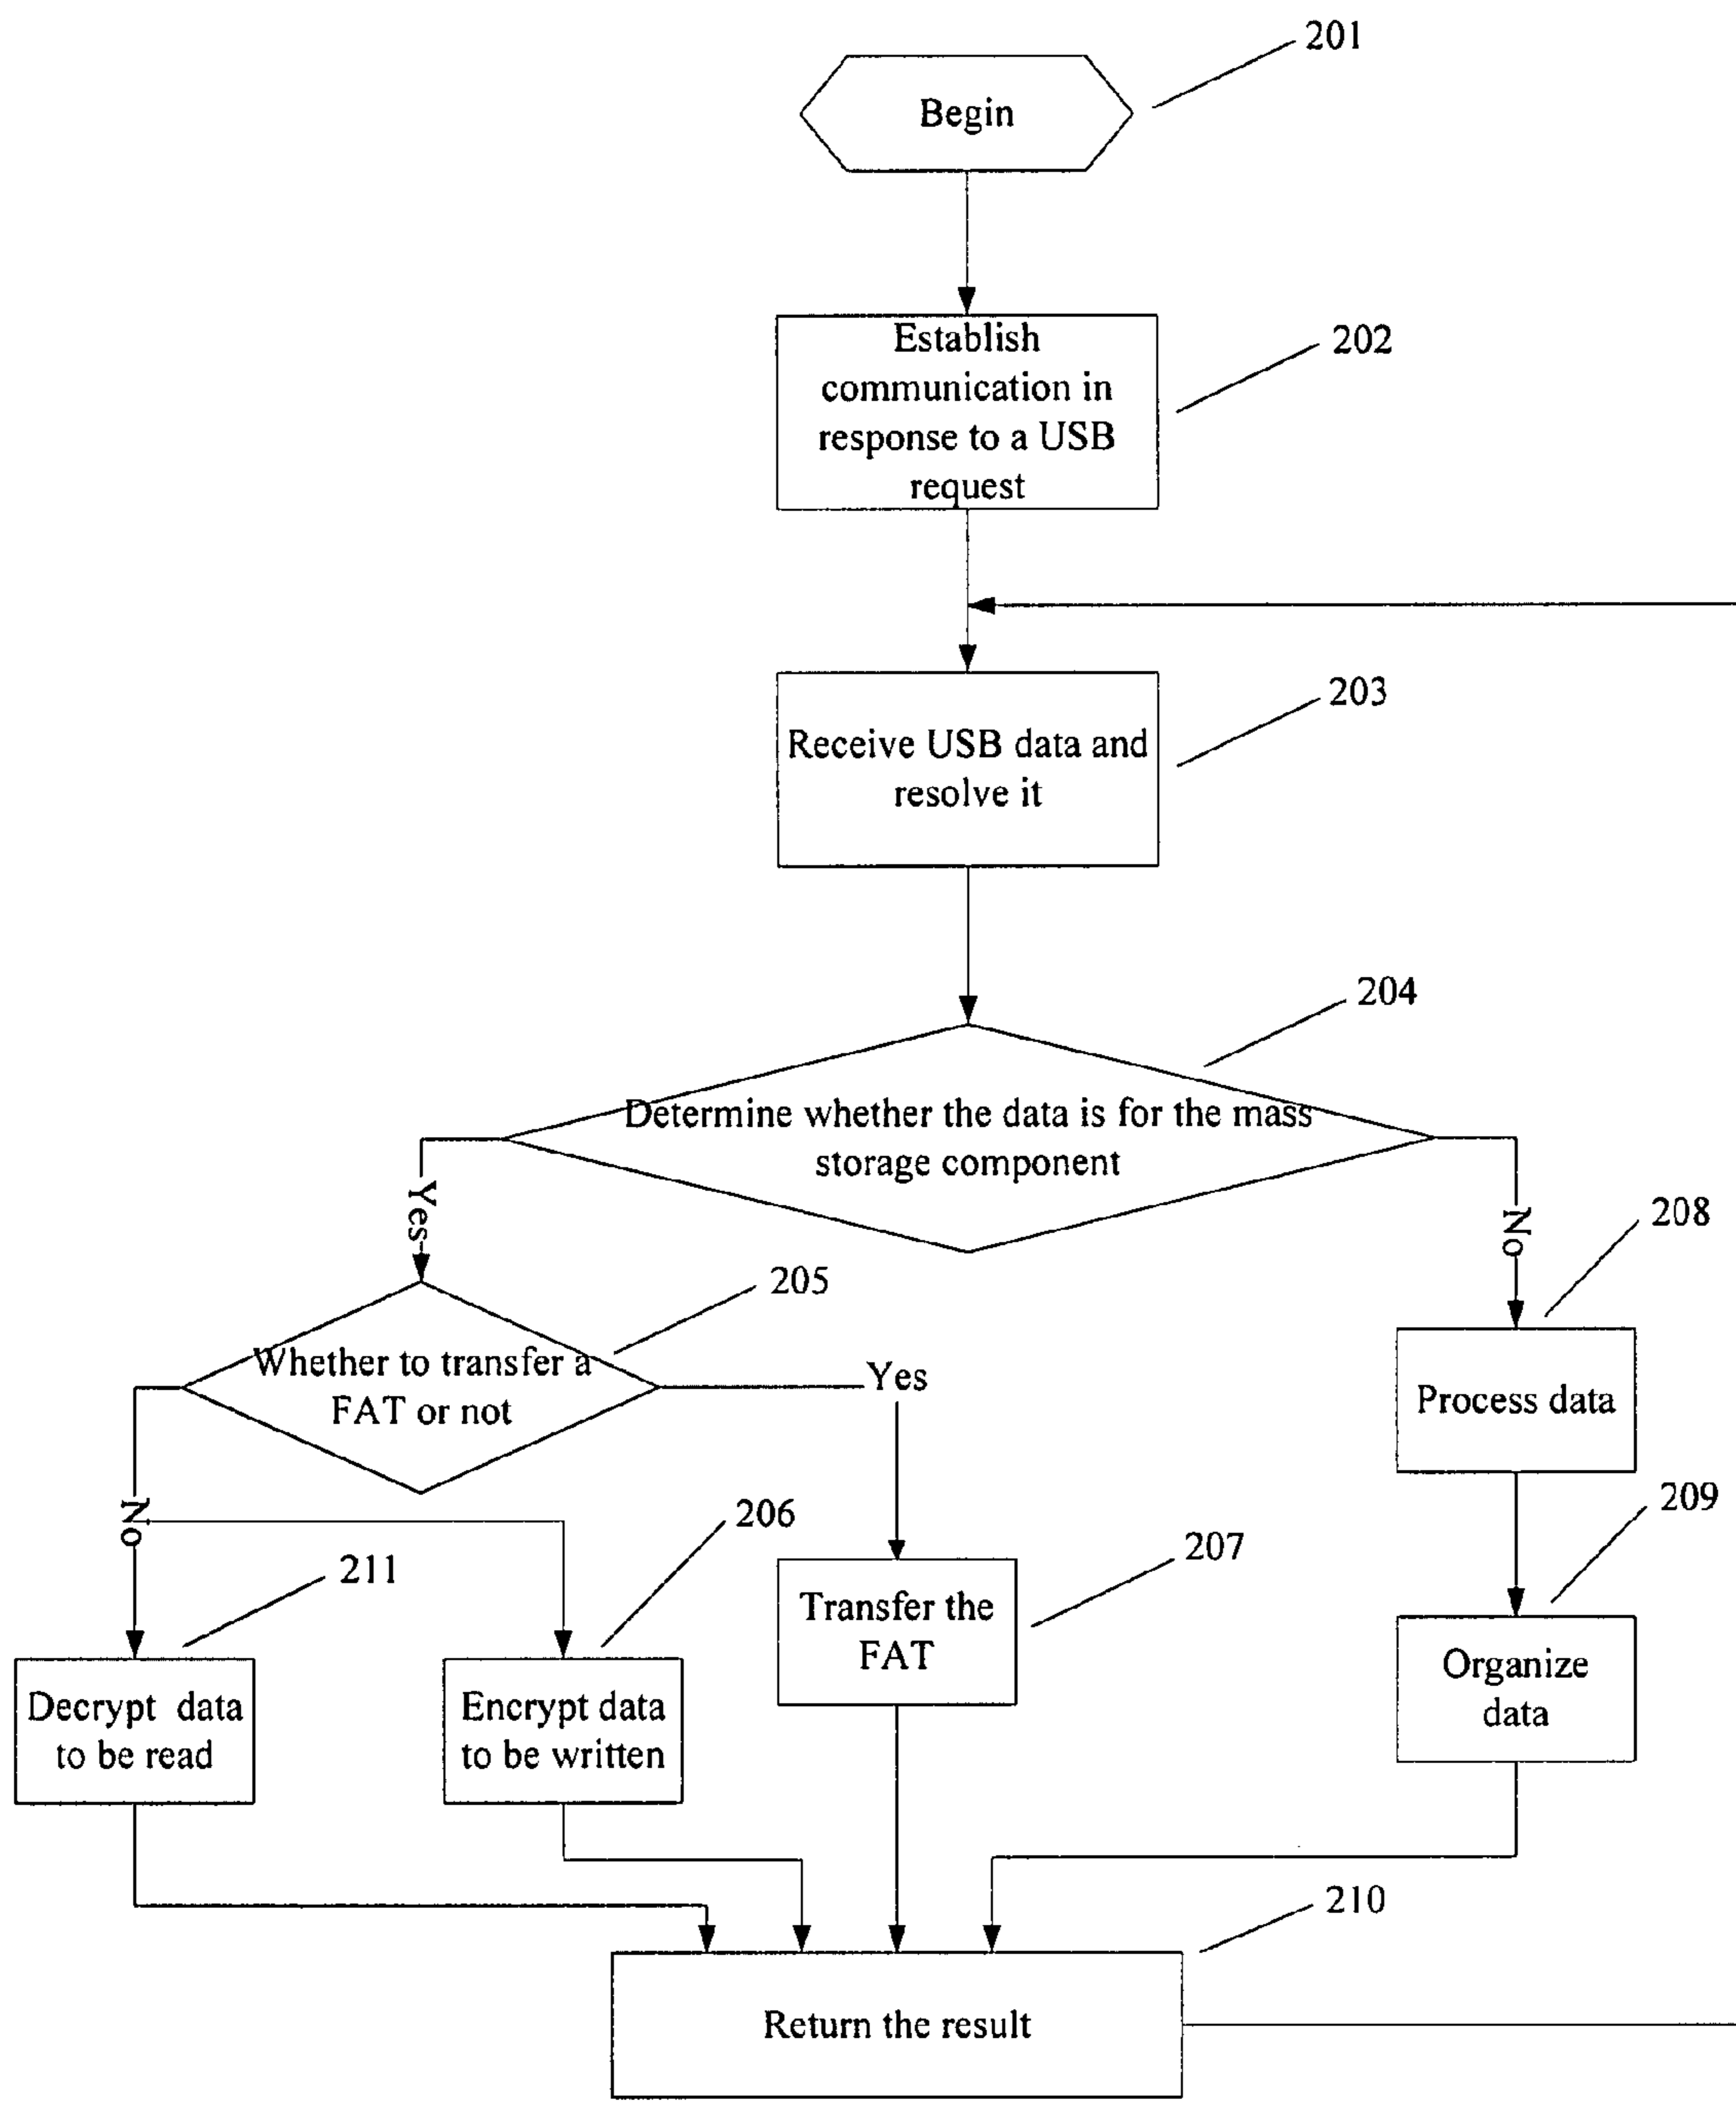 201
Begin
202
Establish
communication in
response to a USB
request
203
Receive USB data and
resolve it
204
Determine whether the data is for the mass
storage component
Yes
No
208
205
Whether to transfer a
FAT or not
Yes
Process data
No
206
209
211
207
Transfer the
FAT
Organize
data
Decrypt data
to be read
Encrypt data
to be written
210
Return the result